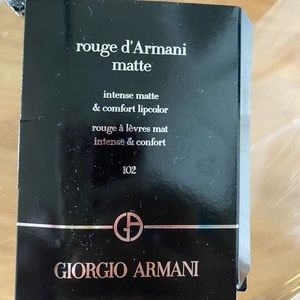 rouge d'Armani
matte
intense matte
& comfort lipcolor
rouge à lèvres mat
intense & confort
102
GIORGIO ARMANI